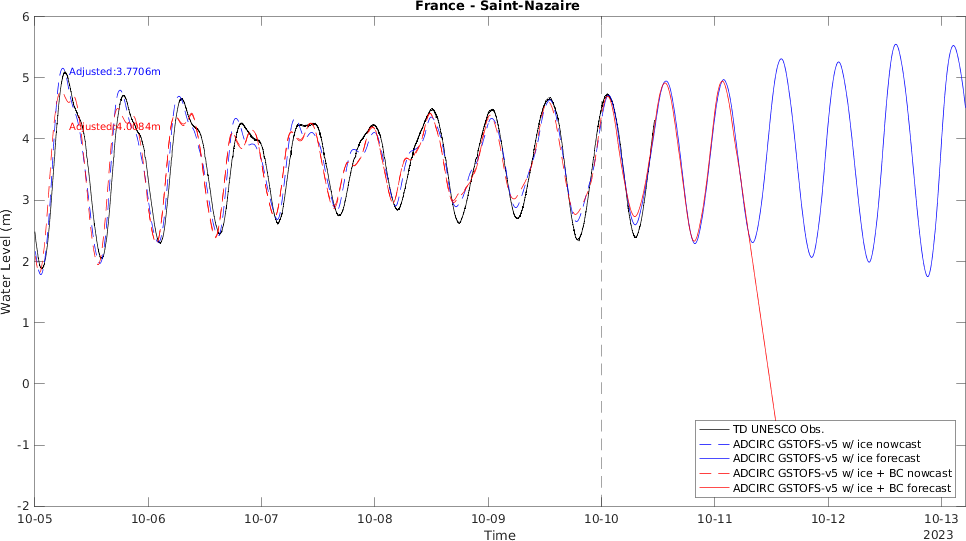 France - Saint-Nazaire
Water Level (m)
6
5
4
3
2
1
0
-1
-2
Adjusted:3.7706m
TD UNESCO Obs.
ADCIRC GSTOFS-v5 w/ ice nowcast
ADCIRC GSTOFS-v5 w/ ice forecast
ADCIRC GSTOFS-v5 w/ ice + BC nowcast
ADCIRC GSTOFS-v5 w/ ice + BC forecast
10-05 10-06 10-07 10-08 10-09 10-10 10-11 10-12 10-13
2023
Time